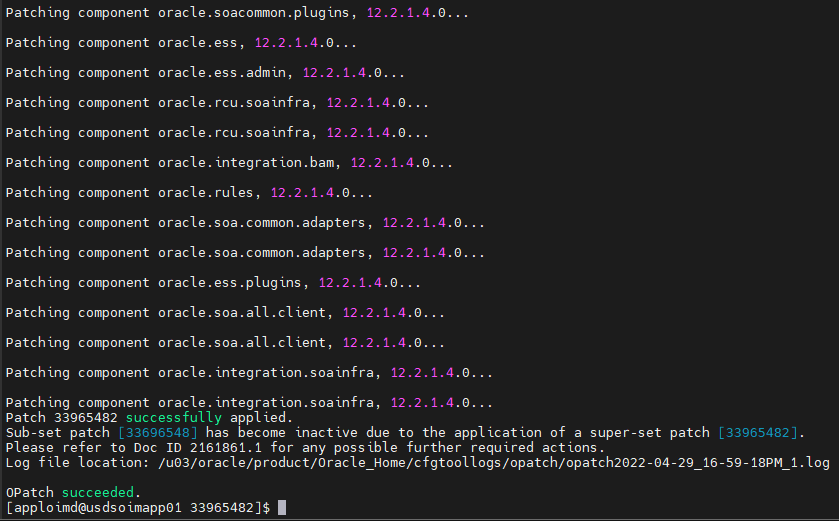 Patching component oracle.soacommon.plugins, 12.2.1.4.0...
Patching component oracle.ess, 12.2.1.4.0...
Patching component oracle.ess.admin, 12.2.1.4.0...
Patching component oracle.rcu.soainfra, 12.2.1.4.0...
Patching component oracle.rcu.soainfra, 12.2.1.4.0...
Patching component oracle.integration.bam, 12.2.1.4.0...
Patching component oracle.rules, 12.2.1.4.0...
Patching component oracle.soa.common.adapters, 12.2.1.4.0...
Patching component oracle.soa.common.adapters, 12.2.1.4.0...
Patching component oracle.ess.plugins, 12.2.1.4.0...
Patching component oracle.soa.all.client, 12.2.1.4.0...
Patching component oracle.soa.all.client, 12.2.1.4.0...
Patching component oracle.integration.soainfra, 12.2.1.4.0...
Patching component oracle.integration.soainfra, 12.2.1.4.0...
Patch 33965482 successfully applied.
Sub-set patch [33696548] has become inactive due to the application of a super-set patch [33965482].
Please refer to Doc ID 2161861.1 for any possible further required actions.
Log file location: /u03/oracle/product/Oracle_Home/cfgtoollogs/opatch/opatch2022-04-29_16-59-18PM_1.log
OPatch succeeded.
[apploimd@usdsoimapp01 33965482]$